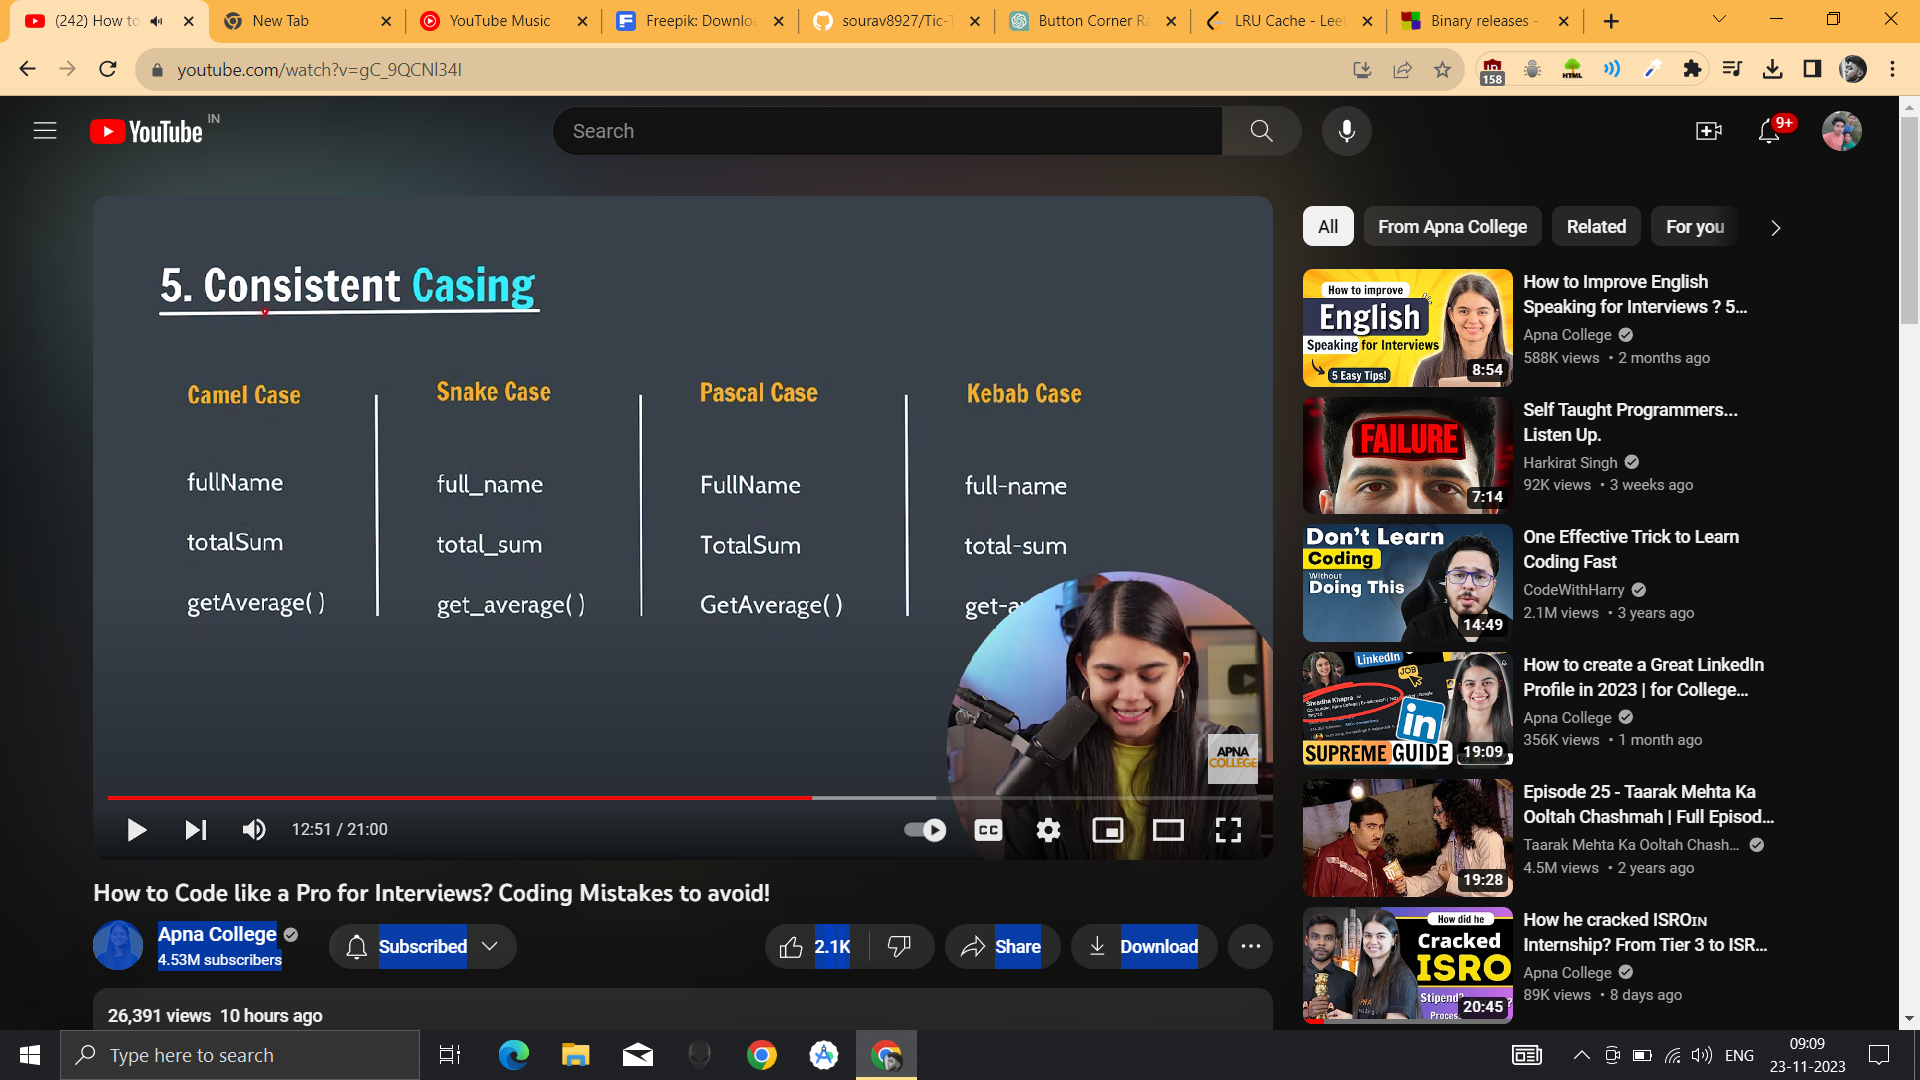 (242) How to
New Tab
YouTube Music
Freepik: Downloa
sourav8927/Tic-T
Button Corner Ra
LRU Cache - Leet
Binary releases -
youtube.com/watch?v=gC_9QCNl34I
158
YouTube IN
Search
9+
5. Consistent Casing
Camel Case
fullName
totalSum
getAverage( )
Snake Case
full_name
total_sum
get_average( )
Pascal Case
FullName
TotalSum
GetAverage( )
Kebab Case
full-name
total-sum
get-av
APNA
COLLEGE
12:51 / 21:00
CC
How to Code like a Pro for Interviews? Coding Mistakes to avoid!
Apna College
4.53M subscribers
Subscribed
2.1K
Share
Download
26,391 views 10 hours ago
All
From Apna College
Related
For you
How to improve
English
Speaking for Interviews
5 Easy Tips!
8:54
How to Improve English
Speaking for Interviews ? 5...
Apna College
588K views • 2 months ago
FAILURE
7:14
Self Taught Programmers...
Listen Up.
Harkirat Singh
92K views • 3 weeks ago
Don't Learn
Coding
Without
Doing This
14:49
One Effective Trick to Learn
Coding Fast
CodeWithHarry
2.1M views • 3 years ago
LinkedIn
JOB
Shradha Khapra
in
SUPREME GUIDE
19:09
How to create a Great LinkedIn
Profile in 2023 | for College...
Apna College
356K views • 1 month ago
19:28
Episode 25 - Taarak Mehta Ka
Ooltah Chashmah | Full Episod...
Taarak Mehta Ka Ooltah Chash...
4.5M views • 2 years ago
How did he
Cracked
ISRO
Stipend?
Proces
20:45
How he cracked ISROɪɴ
Internship? From Tier 3 to ISR...
Apna College
89K views • 8 days ago
Type here to search
ENG
09:09
23-11-2023